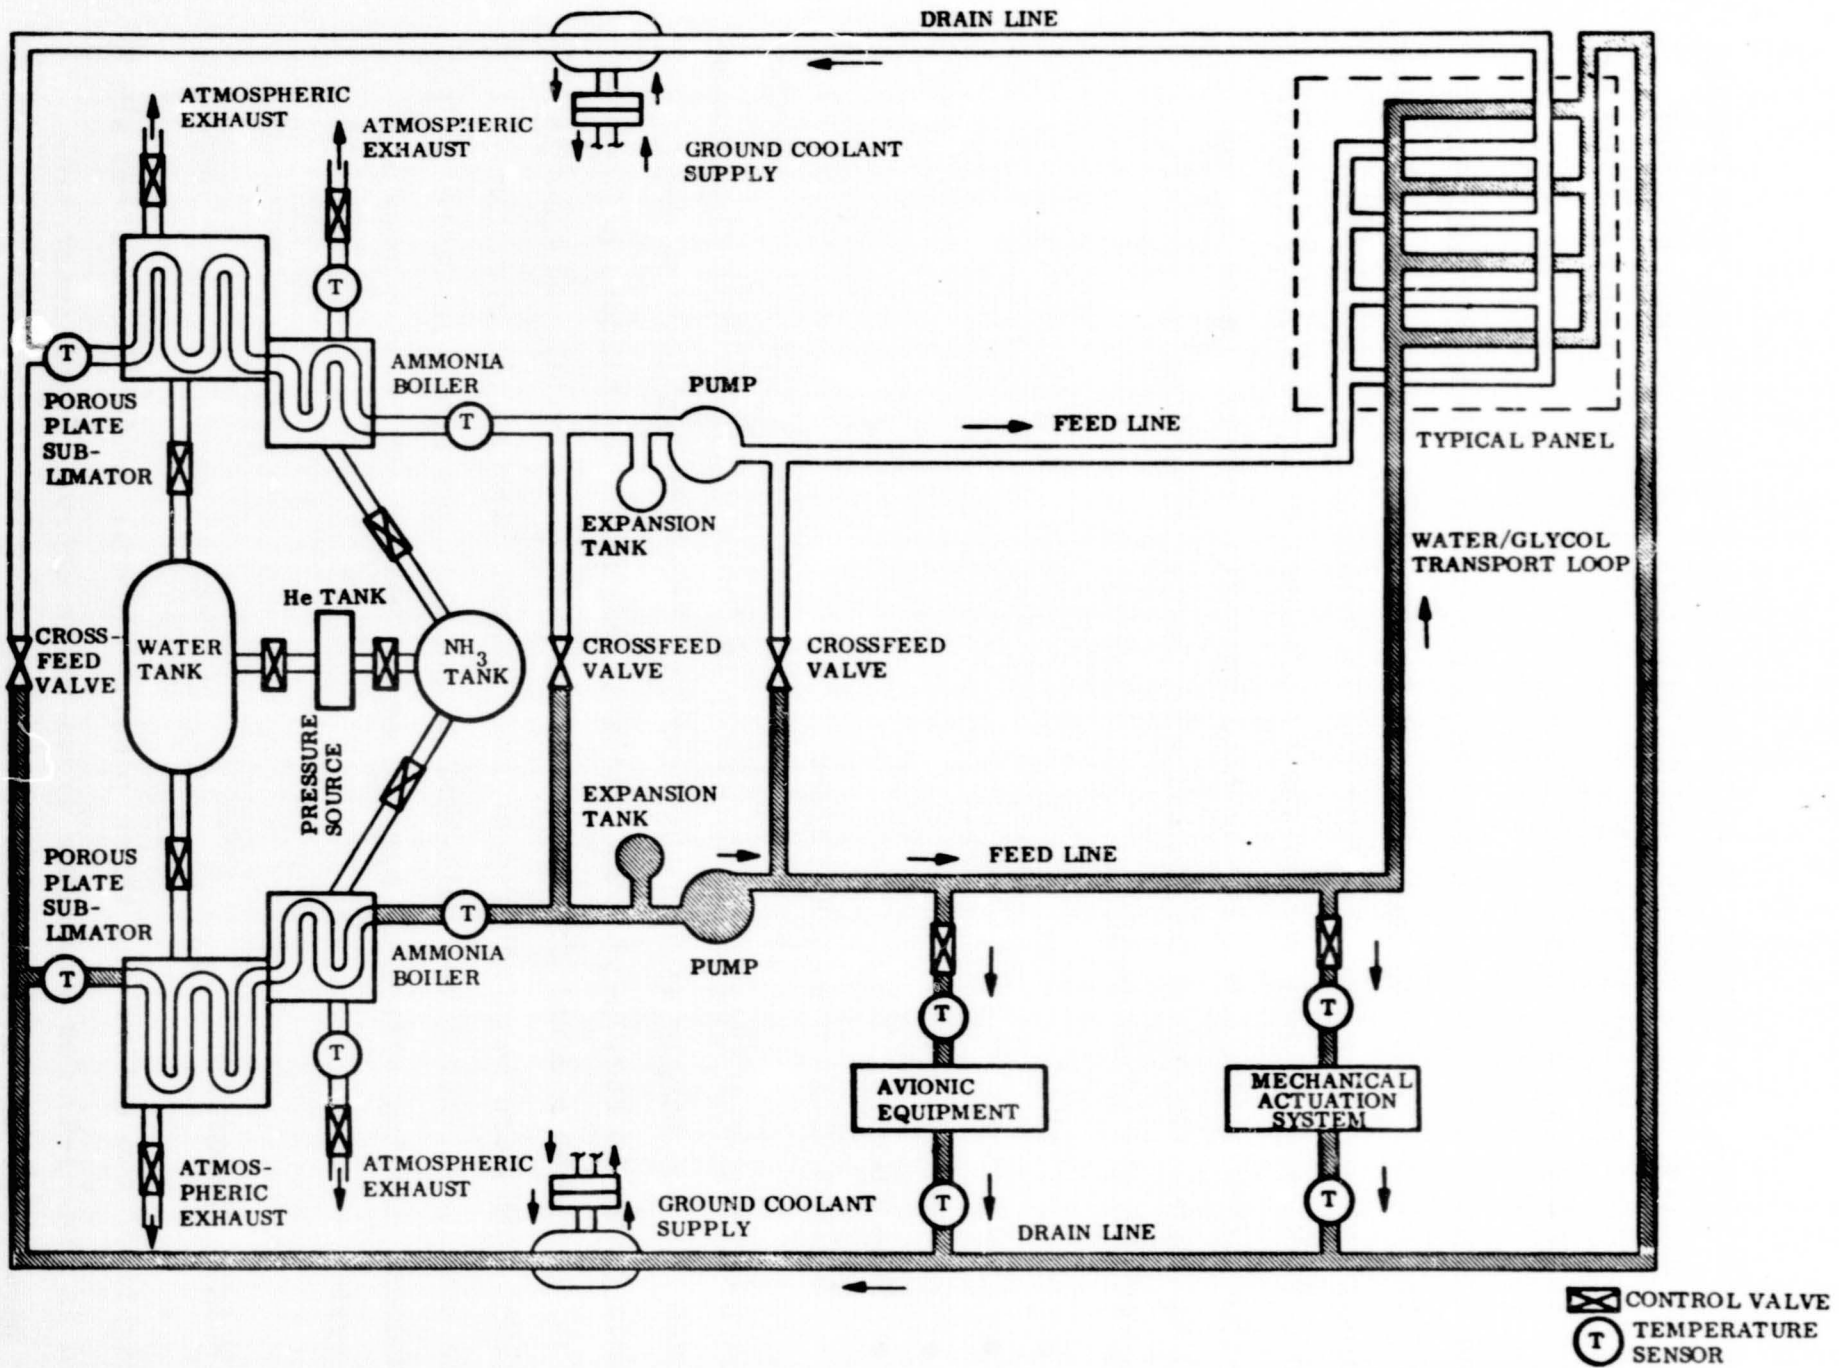 DRAIN LINE
ATMOSPHERIC
EXHAUST
ATMOSPHERIC
EXHAUST
GROUND COOLANT
SUPPLY
T
T
AMMONIA
BOILER
POROUS
PLATE
SUB-
LIMATOR
T
PUMP
FEED LINE
TYPICAL PANEL
EXPANSION
TANK
WATER/GLYCOL
TRANSPORT LOOP
He TANK
CROSS-
FEED
VALVE
WATER
TANK
NH3
TANK
CROSSFEED
VALVE
CROSSFEED
VALVE
PRESSURE
SOURCE
EXPANSION
TANK
POROUS
PLATE
SUB-
LIMATOR
FEED LINE
T
T
AMMONIA
BOILER
PUMP
T
T
T
AVIONIC
EQUIPMENT
MECHANICAL
ACTUATION
SYSTEM
ATMOS-
PHERIC
EXHAUST
ATMOSPHERIC
EXHAUST
GROUND COOLANT
SUPPLY
T
T
DRAIN LINE
CONTROL VALVE
T TEMPERATURE
SENSOR